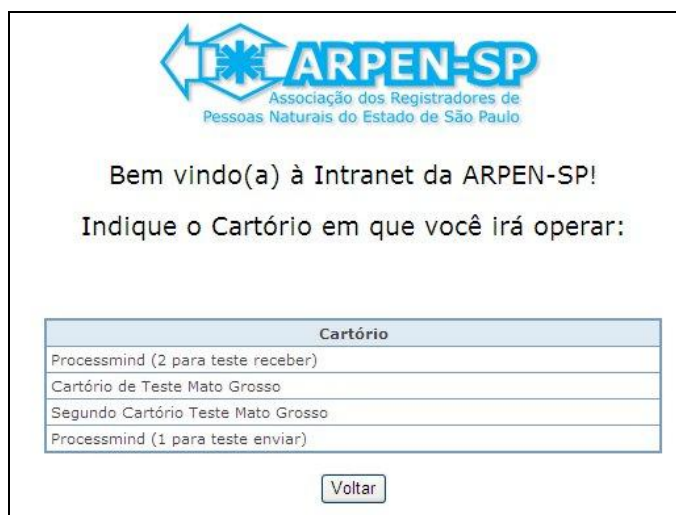 ARPEN-SP
Associação dos Registradores de
Pessoas Naturais do Estado de São Paulo
Bem vindo(a) à Intranet da ARPEN-SP!
Indique o Cartório em que você irá operar:
Cartório
Processmind (2 para teste receber)
Cartório de Teste Mato Grosso
Segundo Cartório Teste Mato Grosso
Processmind (1 para teste enviar)
Voltar